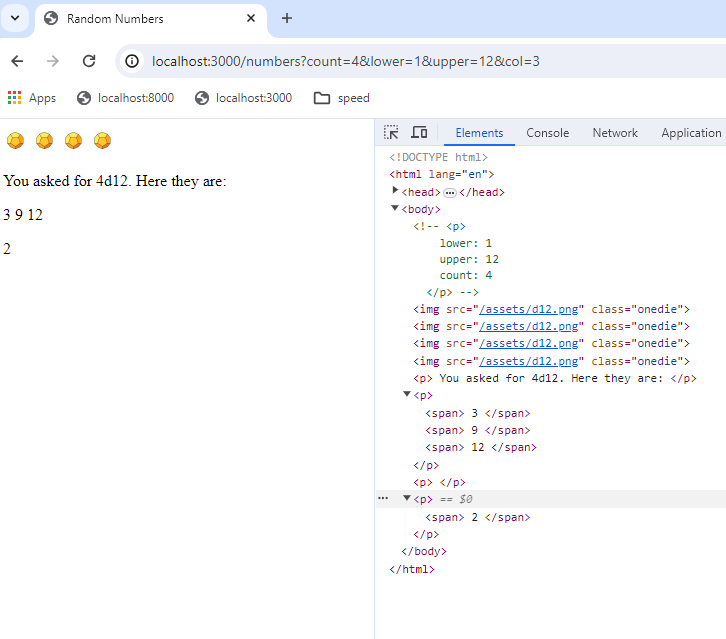 Random Numbers
localhost:3000/numbers?count=4&lower=1&upper=12&col=3
Apps localhost:8000 localhost:3000 speed
You asked for 4d12. Here they are:
3 9 12
2
Elements Console Network Application
<!DOCTYPE html>
<html lang="en">
<head> ••• </head>
<body>
<!-- <p>
lower: 1
upper: 12
count: 4
</p> -->
<img src="/assets/d12.png" class="onedie">
<img src="/assets/d12.png" class="onedie">
<img src="/assets/d12.png" class="onedie">
<img src="/assets/d12.png" class="onedie">
<p> You asked for 4d12. Here they are: </p>
<p>
<span> 3 </span>
<span> 9 </span>
<span> 12 </span>
</p>
<p> </p>
••• <p> == $0
<span> 2 </span>
</p>
</body>
</html>